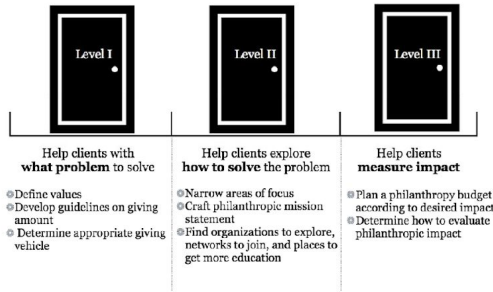 Level I
Level II
Level III
Help clients with
what problem to solve
Define values
Develop guidelines on giving
amount
Determine appropriate giving
vehicle
Help clients explore
how to solve the problem
Narrow areas of focus
Craft philanthropic mission
statement
Find organizations to explore,
networks to join, and places to
get more education
Help clients
measure impact
Plan a philanthropy budget
according to desired impact
Determine how to evaluate
philanthropic impact